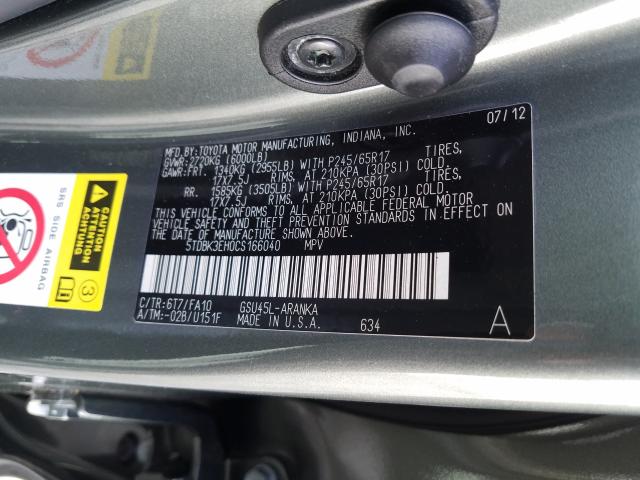 07/12
MFD.BY:TOYOTA MOTOR MANUFACTURING, INDIANA, INC.
GVWR:2720KG (6000LB)
GAWR:FRT. 1340KG (2955LB) WITH P245/65R17 TIRES,
17X7.5J RIMS, AT 210KPA (30PSI) COLD.
RR. 1585KG (3505LB) WITH P245/65R17 TIRES,
17X7.5J RIMS, AT 210KPA (30PSI) COLD.
THIS VEHICLE CONFORMS TO ALL APPLICABLE FEDERAL MOTOR
VEHICLE SAFETY AND THEFT PREVENTION STANDARDS IN EFFECT ON
THE DATE OF MANUFACTURE SHOWN ABOVE.
5TDBK3EH0CS166040 MPV
C/TR:6T7/FA10 GSU45L-ARANKA
A/TM:-02B/U151F MADE IN U.S.A. 634 A
CAUTION
SRS SIDE AIRBAG
3